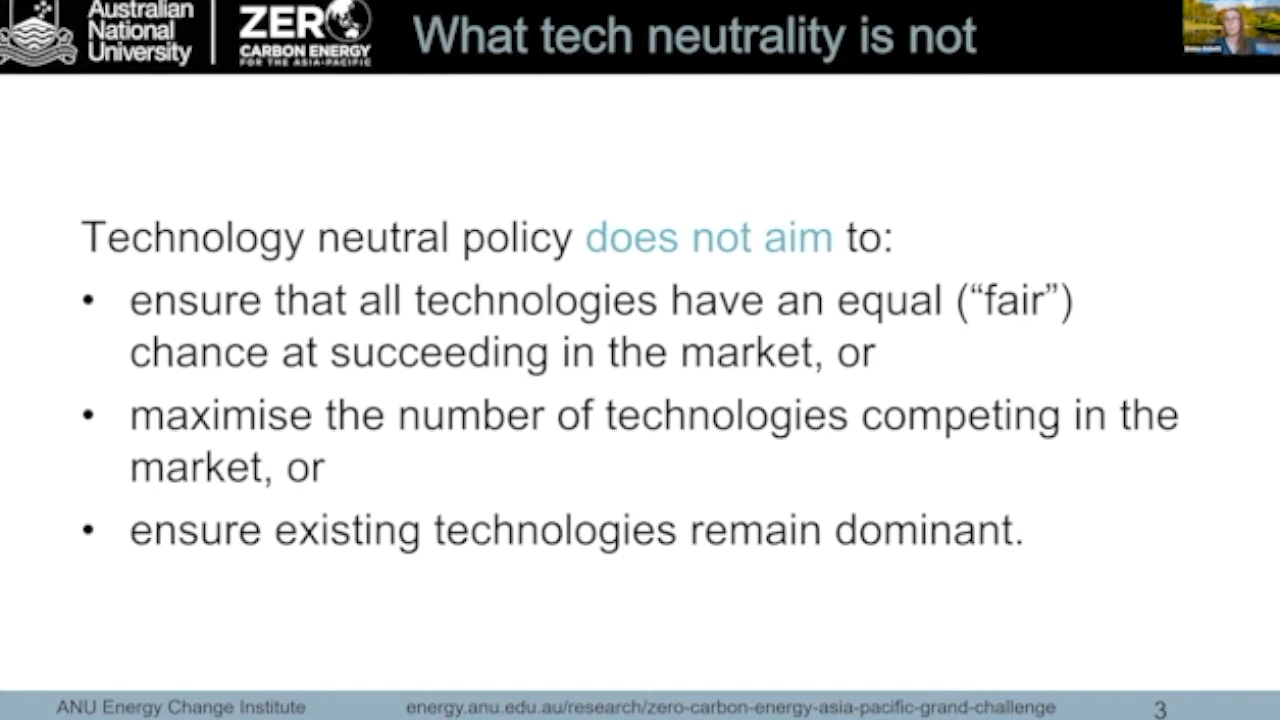 Australian
National
University
ZERO
CARBON ENERGY
FOR THE ASIA-PACIFIC
What tech neutrality is not
Technology neutral policy does not aim to:
• ensure that all technologies have an equal (“fair”)
chance at succeeding in the market, or
• maximise the number of technologies competing in the
market, or
• ensure existing technologies remain dominant.
ANU Energy Change Institute
energy.anu.edu.au/research/zero-carbon-energy-asia-pacific-grand-challenge
3